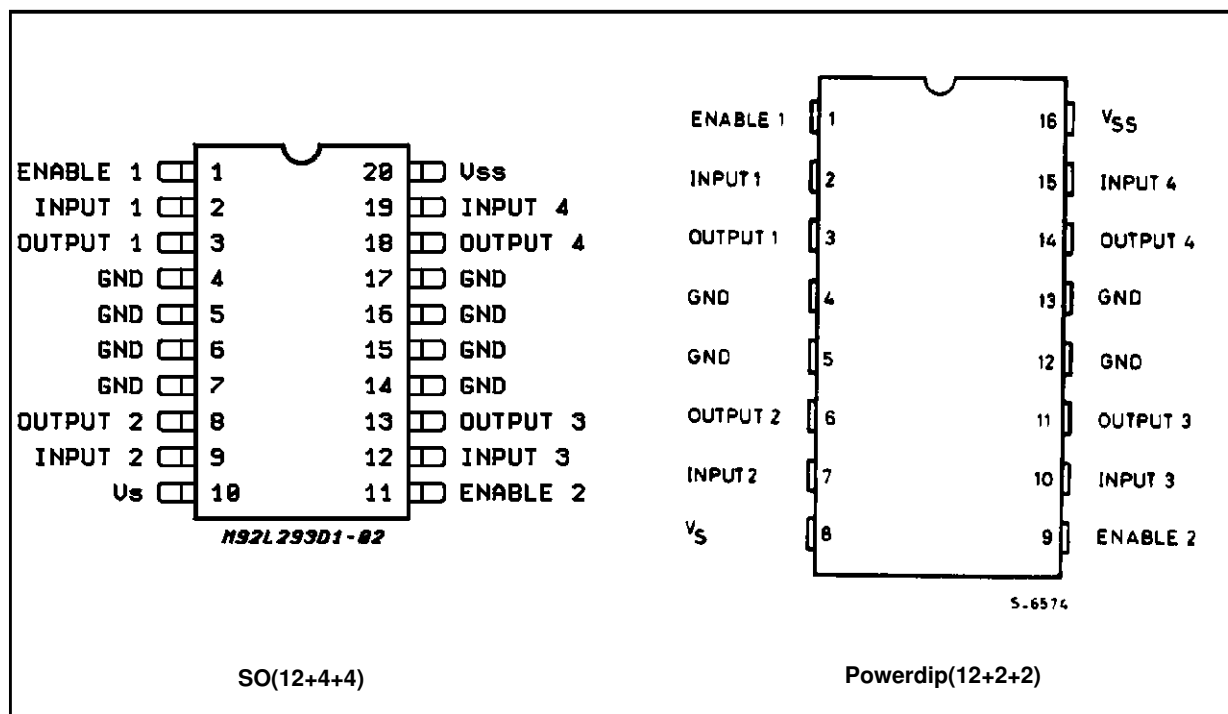 ENABLE 1 1 20 Vss
INPUT 1 2 19 INPUT 4
OUTPUT 1 3 18 OUTPUT 4
GND 4 17 GND
GND 5 16 GND
GND 6 15 GND
GND 7 14 GND
OUTPUT 2 8 13 OUTPUT 3
INPUT 2 9 12 INPUT 3
Vs 10 11 ENABLE 2
M92L293D1-02
SO(12+4+4)
ENABLE 1 1 16 VSS
INPUT 1 2 15 INPUT 4
OUTPUT 1 3 14 OUTPUT 4
GND 4 13 GND
GND 5 12 GND
OUTPUT 2 6 11 OUTPUT 3
INPUT 2 7 10 INPUT 3
VS 8 9 ENABLE 2
S-6574
Powerdip(12+2+2)